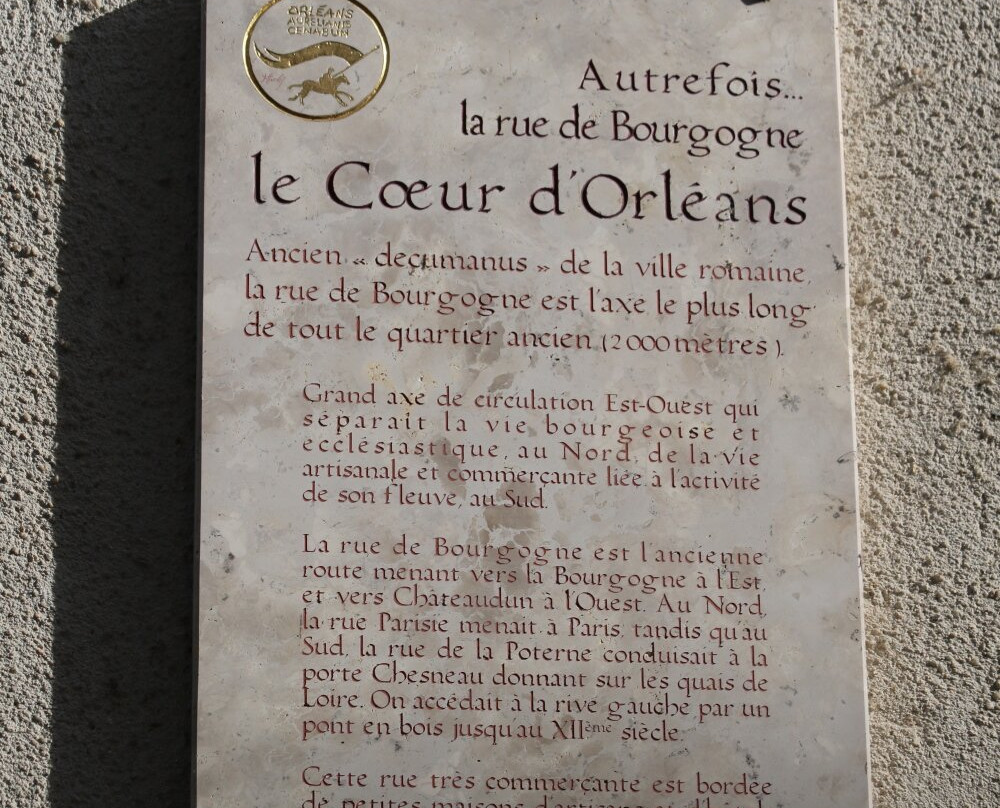 ORLÉANS
AURELIANIS
CENABUM
Autrefois...
la rue de Bourgogne
le Cœur d'Orléans
Ancien « decumanus » de la ville romaine,
la rue de Bourgogne est l'axe le plus long
de tout le quartier ancien (2000 mètres).
Grand axe de circulation Est-Ouest qui
séparait la vie bourgeoise et
ecclésiastique, au Nord, de la vie
artisanale et commerçante liée à l'activité
de son fleuve, au Sud.
La rue de Bourgogne est l'ancienne
route menant vers la Bourgogne à l'Est,
et vers Châteaudun à l'Ouest. Au Nord,
la rue Parisie menait à Paris, tandis qu'au
Sud, la rue de la Poterne conduisait à la
porte Chesneau donnant sur les quais de
Loire. On accédait à la rive gauche par un
pont en bois jusqu'au XIIème siècle.
Cette rue très commerçante est bordée
de petites maisons d'artisans et